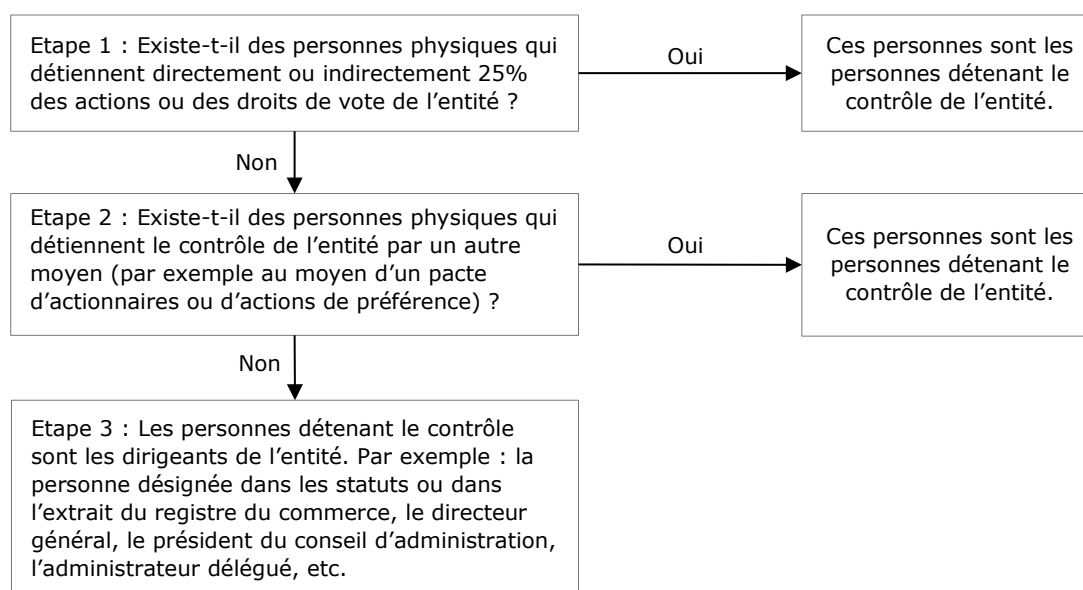 Etape 1 : Existe-t-il des personnes physiques qui
détiennent directement ou indirectement 25%
des actions ou des droits de vote de l’entité ?
Oui
Ces personnes sont les
personnes détenant le
contrôle de l’entité.
Non
Etape 2 : Existe-t-il des personnes physiques qui
détiennent le contrôle de l’entité par un autre
moyen (par exemple au moyen d’un pacte
d’actionnaires ou d’actions de préférence) ?
Oui
Ces personnes sont les
personnes détenant le
contrôle de l’entité.
Non
Etape 3 : Les personnes détenant le contrôle
sont les dirigeants de l’entité. Par exemple : la
personne désignée dans les statuts ou dans
l’extrait du registre du commerce, le directeur
général, le président du conseil d’administration,
l’administrateur délégué, etc.